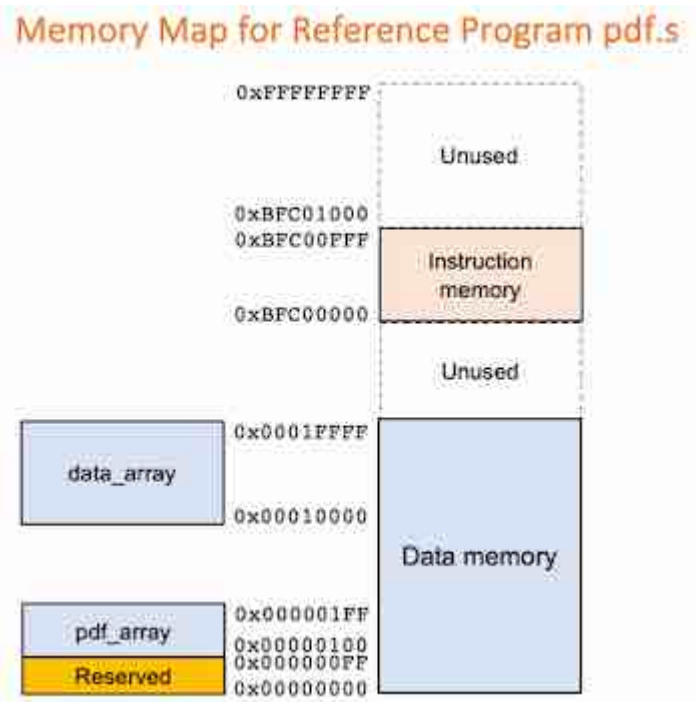 Memory Map for Reference Program pdf.s
0xFFFFFFFF
Unused
0xBFC01000
0xBFC00FFF
Instruction
memory
0xBFC00000
Unused
0x0001FFFF
data_array
0x00010000
Data memory
0x000001FF
pdf_array
0x00000100
0x000000FF
Reserved
0x00000000